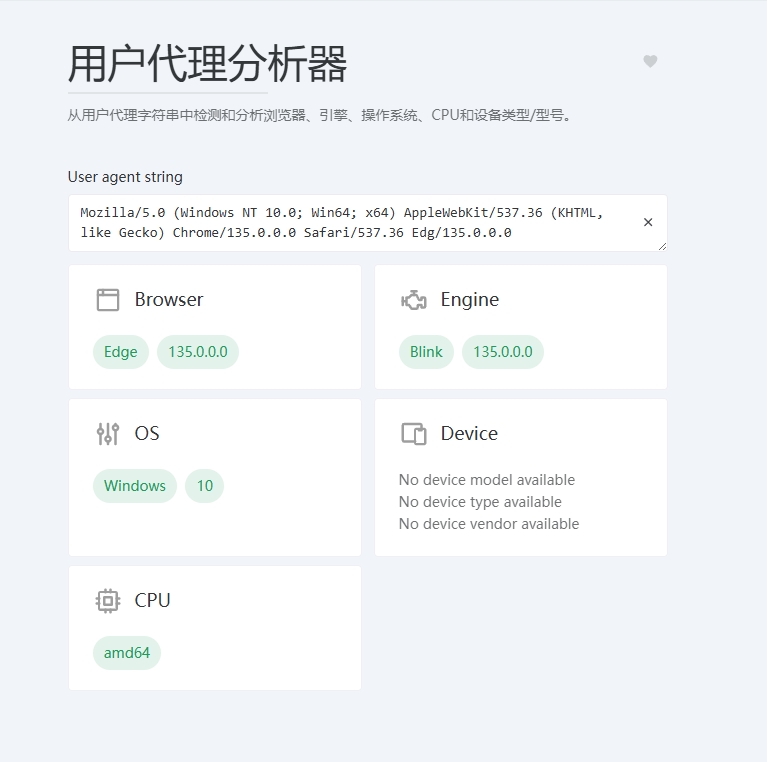 用户代理分析器
从用户代理字符串中检测和分析浏览器、引擎、操作系统、CPU和设备类型/型号。
User agent string
Mozilla/5.0 (Windows NT 10.0; Win64; x64) AppleWebKit/537.36 (KHTML,
like Gecko) Chrome/135.0.0.0 Safari/537.36 Edg/135.0.0.0
Browser
Edge 135.0.0.0
Engine
Blink 135.0.0.0
OS
Windows 10
Device
No device model available
No device type available
No device vendor available
CPU
amd64